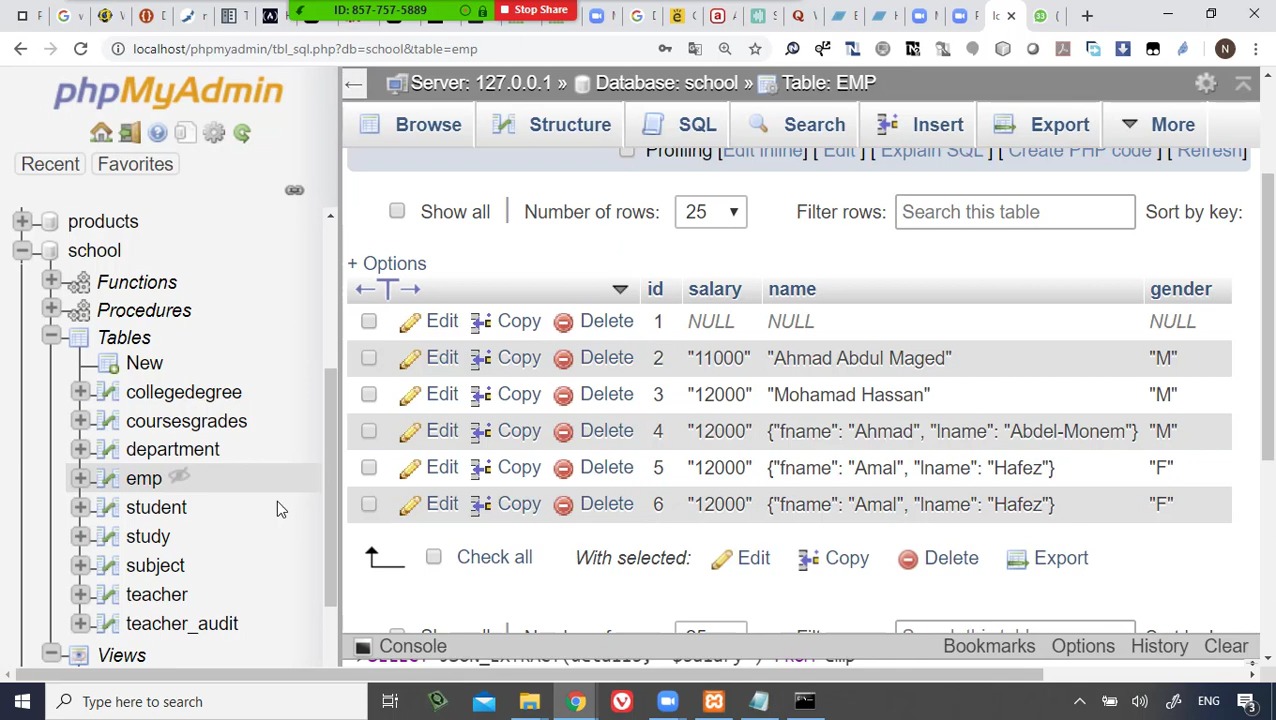 ID: 857-757-5889 Stop Share
localhost/phpmyadmin/tbl_sql.php?db=school&table=emp
N
phpMyAdmin
Recent Favorites
products
school
Functions
Procedures
Tables
New
collegedegree
coursesgrades
department
emp
student
study
subject
teacher
teacher_audit
Views
Server: 127.0.0.1 » Database: school » Table: EMP
Browse Structure SQL Search Insert Export More
Profiling [Edit inline] [ Edit ] [ Explain SQL ] [ Create PHP code ] [ Refresh]
Show all Number of rows: 25 Filter rows: Search this table Sort by key:
+ Options
←T→ id salary name gender
Edit Copy Delete 1 NULL NULL NULL
Edit Copy Delete 2 "11000" "Ahmad Abdul Maged" "M"
Edit Copy Delete 3 "12000" "Mohamad Hassan" "M"
Edit Copy Delete 4 "12000" {"fname": "Ahmad", "lname": "Abdel-Monem"} "M"
Edit Copy Delete 5 "12000" {"fname": "Amal", "lname": "Hafez"} "F"
Edit Copy Delete 6 "12000" {"fname": "Amal", "lname": "Hafez"} "F"
Check all With selected: Edit Copy Delete Export
Console Bookmarks Options History Clear
Type here to search
ENG
3